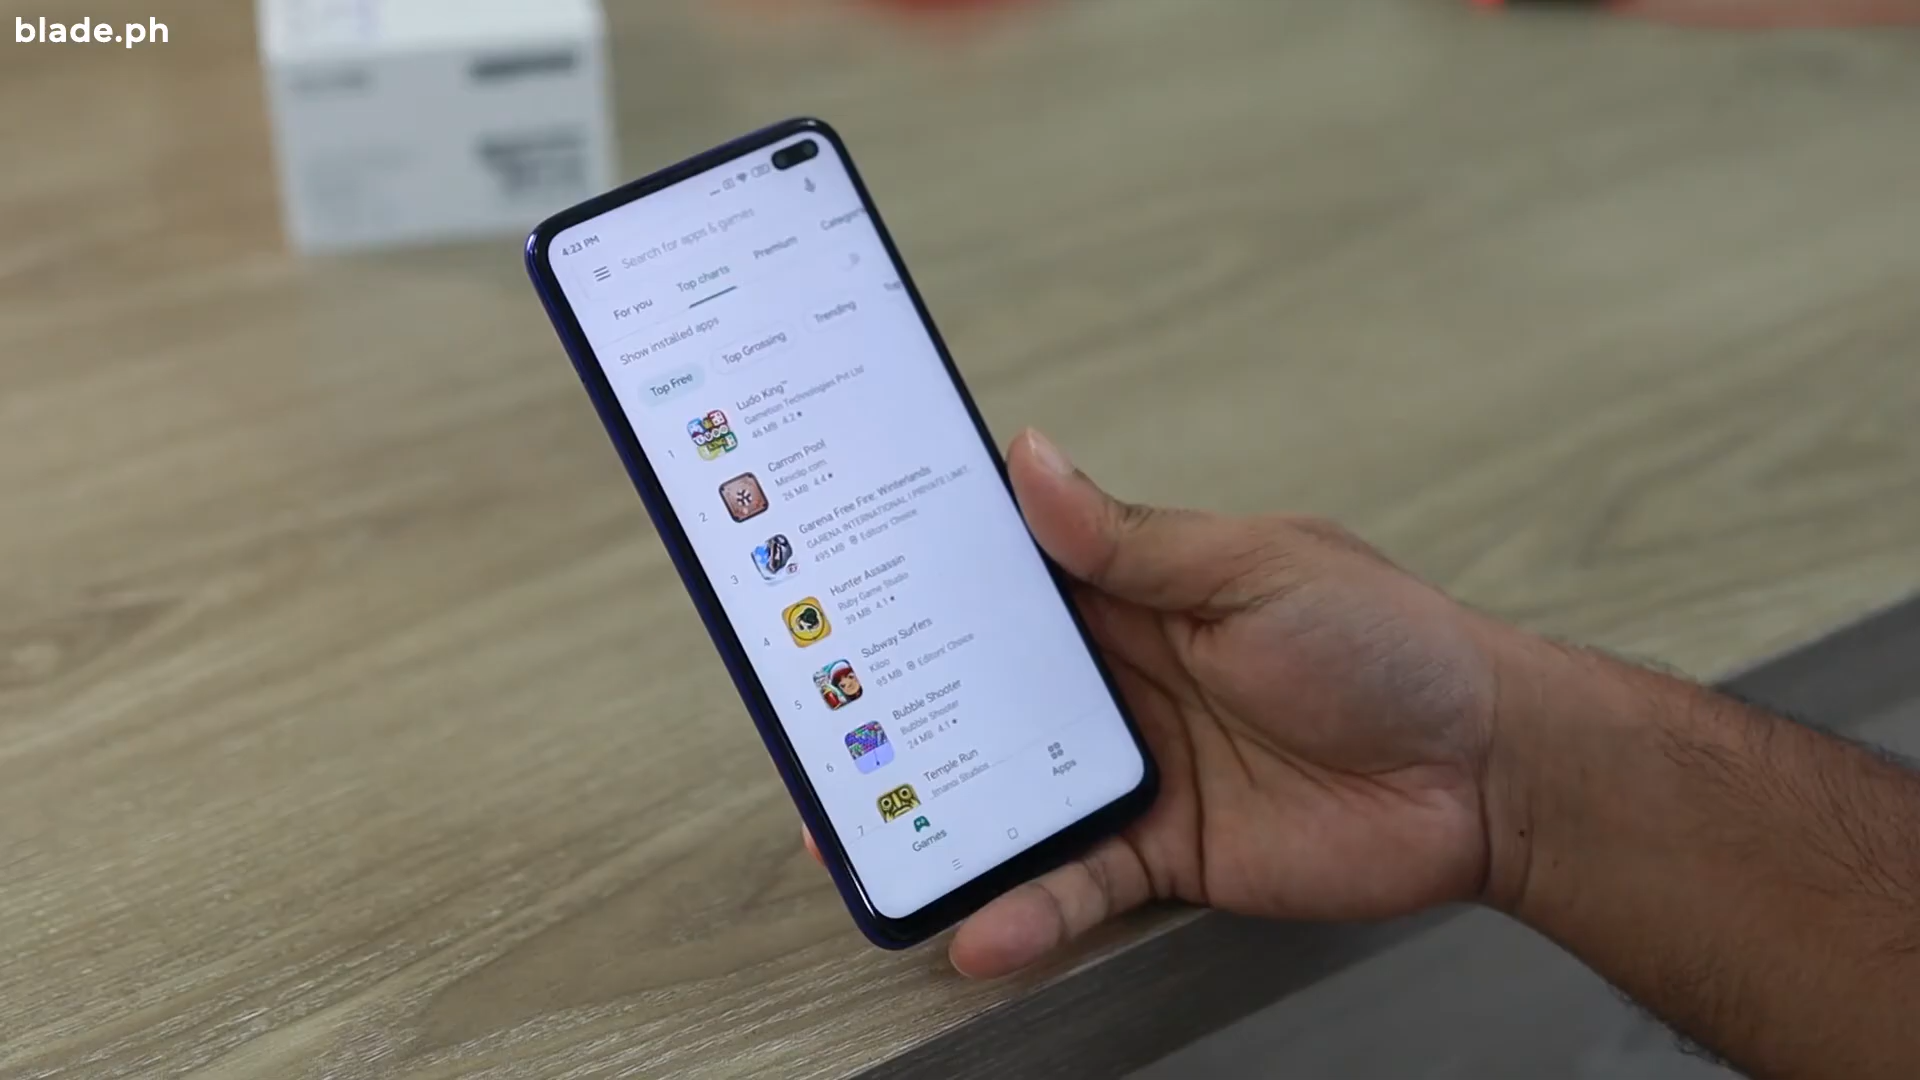 blade.ph
4:23 PM
Search for apps & games
For you
Top charts
Premium
Show installed apps
Top Free
Top Grossing
Trending
1
Ludo King™
Gametion Technologies Pvt Ltd
46 MB 4.2★
2
Carrom Pool
Miniclip.com
26 MB 4.4★
3
Garena Free Fire: Winterlands
GARENA INTERNATIONAL I PRIVATE LIMIT...
495 MB Editors' Choice
4
Hunter Assassin
Ruby Game Studio
39 MB 4.1★
5
Subway Surfers
Kiloo
95 MB Editors' Choice
6
Bubble Shooter
Bubble Shooter
24 MB 4.1★
7
Temple Run
Imangi Studios
Games
Apps